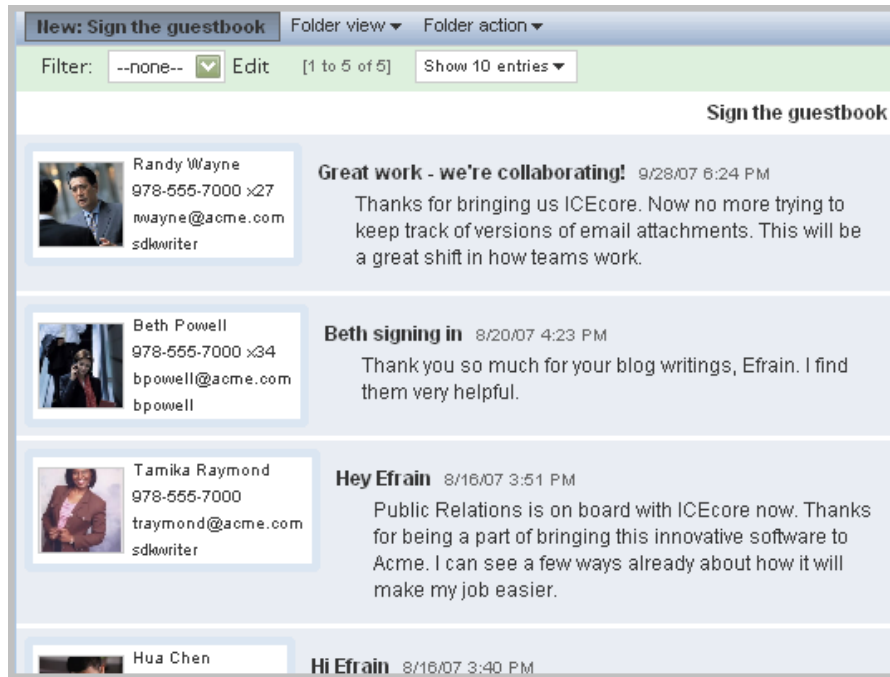 New: Sign the guestbook Folder view Folder action
Filter: --none-- Edit [1 to 5 of 5] Show 10 entries
Sign the guestbook
Randy Wayne
978-555-7000 x27
rwayne@acme.com
sdkwriter
Great work - we're collaborating! 9/28/07 6:24 PM
Thanks for bringing us ICEcore. Now no more trying to
keep track of versions of email attachments. This will be
a great shift in how teams work.
Beth Powell
978-555-7000 x34
bpowell@acme.com
bpowell
Beth signing in 8/20/07 4:23 PM
Thank you so much for your blog writings, Efrain. I find
them very helpful.
Tamika Raymond
978-555-7000
traymond@acme.com
sdkwriter
Hey Efrain 8/16/07 3:51 PM
Public Relations is on board with ICEcore now. Thanks
for being a part of bringing this innovative software to
Acme. I can see a few ways already about how it will
make my job easier.
Hua Chen
Hi Efrain 8/16/07 3:40 PM